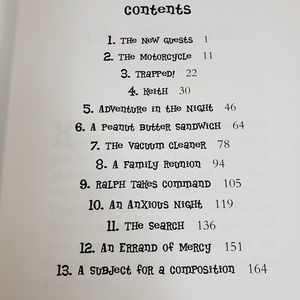 contents
1. The New Guests 1
2. The Motorcycle 11
3. Trapped! 22
4. Keith 30
5. Adventure in the Night 46
6. A Peanut Butter Sandwich 64
7. The Vacuum Cleaner 78
8. A Family Reunion 94
9. Ralph Takes Command 105
10. An Anxious Night 119
11. The Search 136
12. An Errand of Mercy 151
13. A Subject for a Composition 164